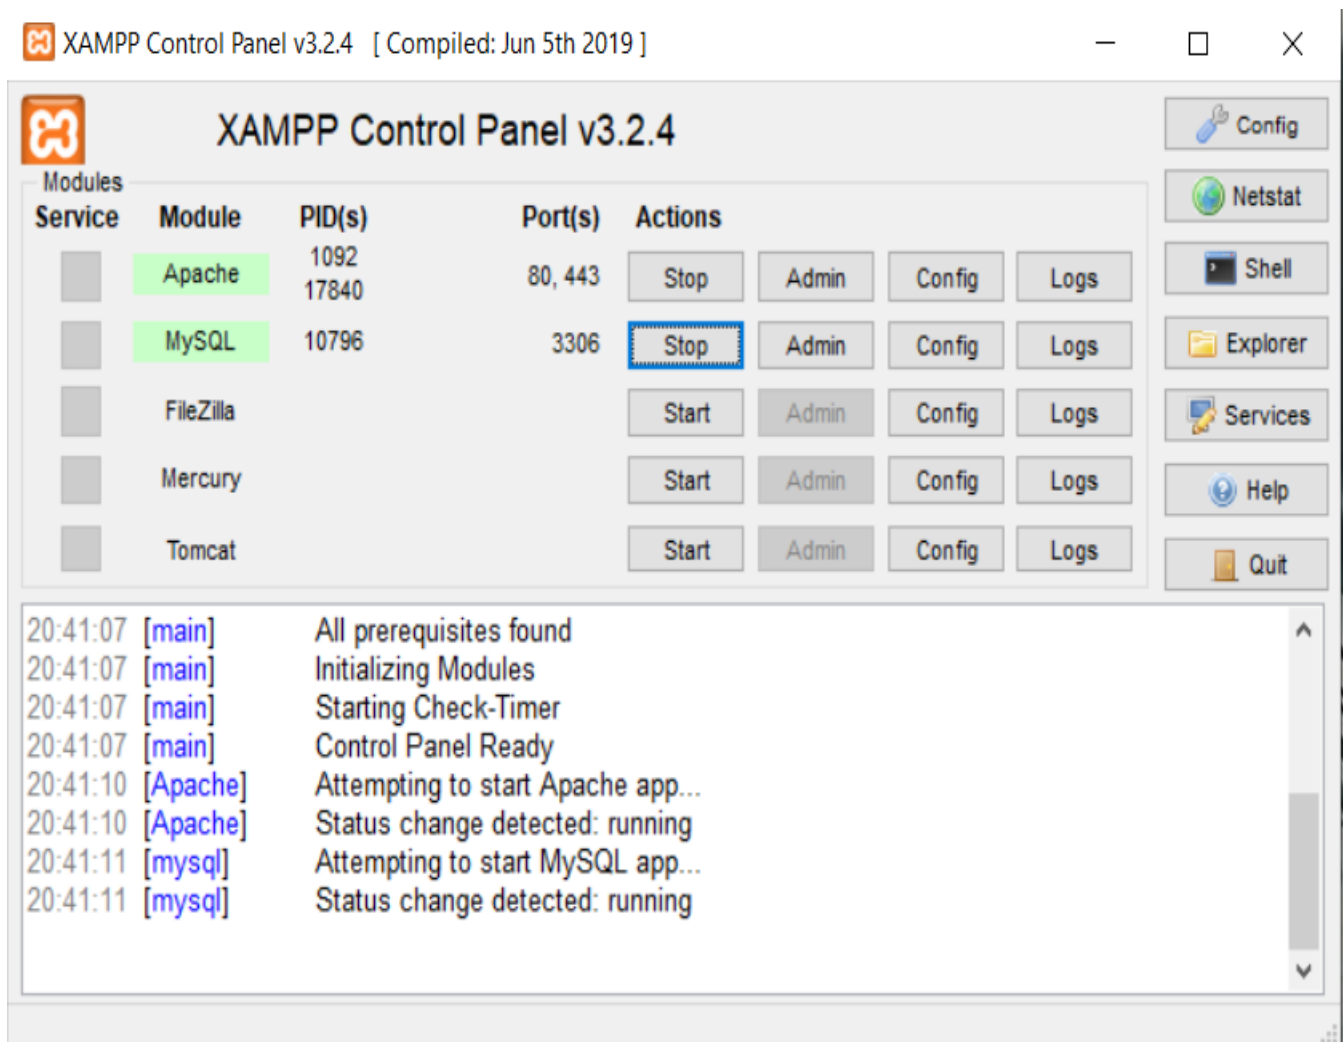 XAMPP Control Panel v3.2.4 [ Compiled: Jun 5th 2019 ]
XAMPP Control Panel v3.2.4
Config
Modules
Netstat
Service Module PID(s) Port(s) Actions
Apache 1092 17840 80, 443 Stop Admin Config Logs
Shell
MySQL 10796 3306 Stop Admin Config Logs
Explorer
FileZilla Start Admin Config Logs
Services
Mercury Start Admin Config Logs
Help
Tomcat Start Admin Config Logs
Quit
20:41:07 [main] All prerequisites found
20:41:07 [main] Initializing Modules
20:41:07 [main] Starting Check-Timer
20:41:07 [main] Control Panel Ready
20:41:10 [Apache] Attempting to start Apache app...
20:41:10 [Apache] Status change detected: running
20:41:11 [mysql] Attempting to start MySQL app...
20:41:11 [mysql] Status change detected: running